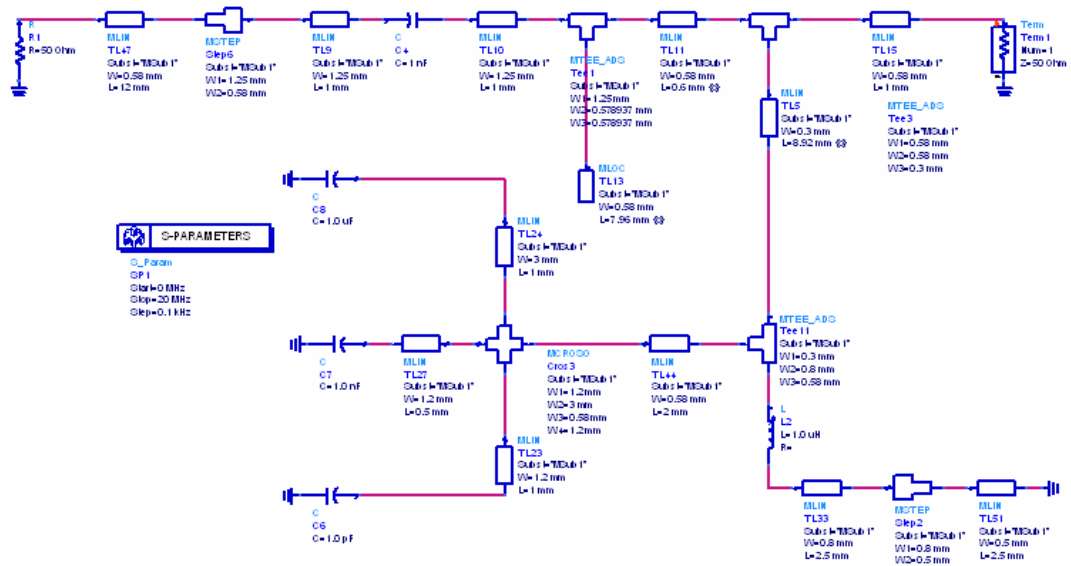 R
R1
R=50 Ohm
MLIN
TL47
Subst="MSub1"
W=0.58 mm
L=12 mm
MSTEP
Step6
Subst="MSub1"
W1=1.25 mm
W2=0.58 mm
MLIN
TL9
Subst="MSub1"
W=1.25 mm
L=1 mm
C
C4
C=1 nF
MLIN
TL10
Subst="MSub1"
W=1.25 mm
L=1 mm
MTEE_ADS
Tee1
Subst="MSub1"
W1=1.25 mm
W2=0.578937 mm
W3=0.578937 mm
MLIN
TL11
Subst="MSub1"
W=0.58 mm
L=0.6 mm
MLIN
TL15
Subst="MSub1"
W=0.58 mm
L=1 mm
Term
Term1
Num=1
Z=50 Ohm
MLIN
TL5
Subst="MSub1"
W=0.3 mm
L=8.92 mm
MTEE_ADS
Tee3
Subst="MSub1"
W1=0.58 mm
W2=0.58 mm
W3=0.3 mm
MLOC
TL13
Subst="MSub1"
W=0.58 mm
L=7.96 mm
C
C8
C=1.0 uF
MLIN
TL24
Subst="MSub1"
W=3 mm
L=1 mm
S-PARAMETERS
S_Param
SP1
Start=0 MHz
Stop=20 MHz
Step=0.1 kHz
C
C7
C=1.0 nF
MLIN
TL27
Subst="MSub1"
W=1.2 mm
L=0.5 mm
MCROSO
Cros3
Subst="MSub1"
W1=1.2mm
W2=3 mm
W3=0.58 mm
W4=1.2mm
MLIN
TL44
Subst="MSub1"
W=0.58 mm
L=2 mm
MTEE_ADS
Tee11
Subst="MSub1"
W1=0.3 mm
W2=0.8 mm
W3=0.58 mm
L
L2
L=1.0 uH
R=
MLIN
TL23
Subst="MSub1"
W=1.2 mm
L=1 mm
C
C6
C=1.0 pF
MLIN
TL33
Subst="MSub1"
W=0.8 mm
L=2.5 mm
MSTEP
Step2
Subst="MSub1"
W1=0.8 mm
W2=0.5 mm
MLIN
TL51
Subst="MSub1"
W=0.5 mm
L=2.5 mm